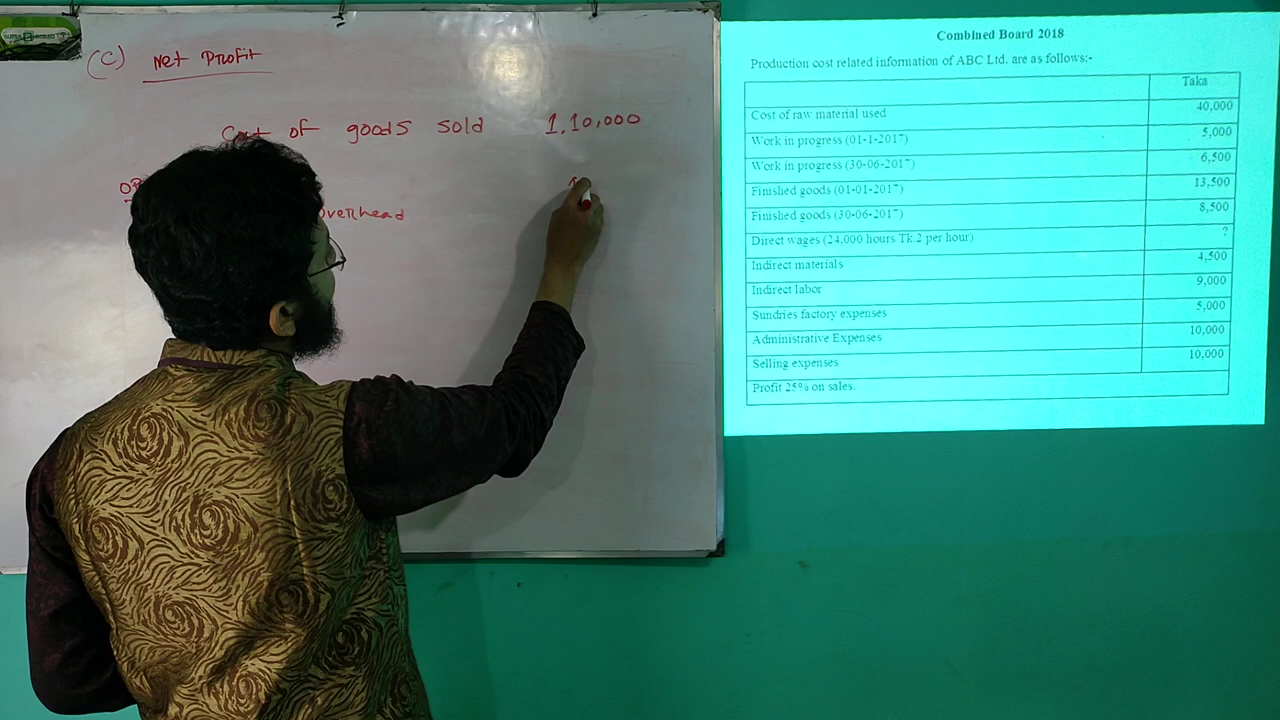 (C) Net Profit
of goods sold 1,10,000
overhead
Combined Board 2018
Production cost related information of ABC Ltd. are as follows:-
Taka
Cost of raw material used 40,000
Work in progress (01-1-2017) 5,000
Work in progress (30-06-2017) 6,500
Finished goods (01-01-2017) 13,500
Finished goods (30-06-2017) 8,500
Direct wages (24,000 hours Tk.2 per hour) ?
Indirect materials 4,500
Indirect labor 9,000
Sundries factory expenses 5,000
Administrative Expenses 10,000
Selling expenses 10,000
Profit 25% on sales.